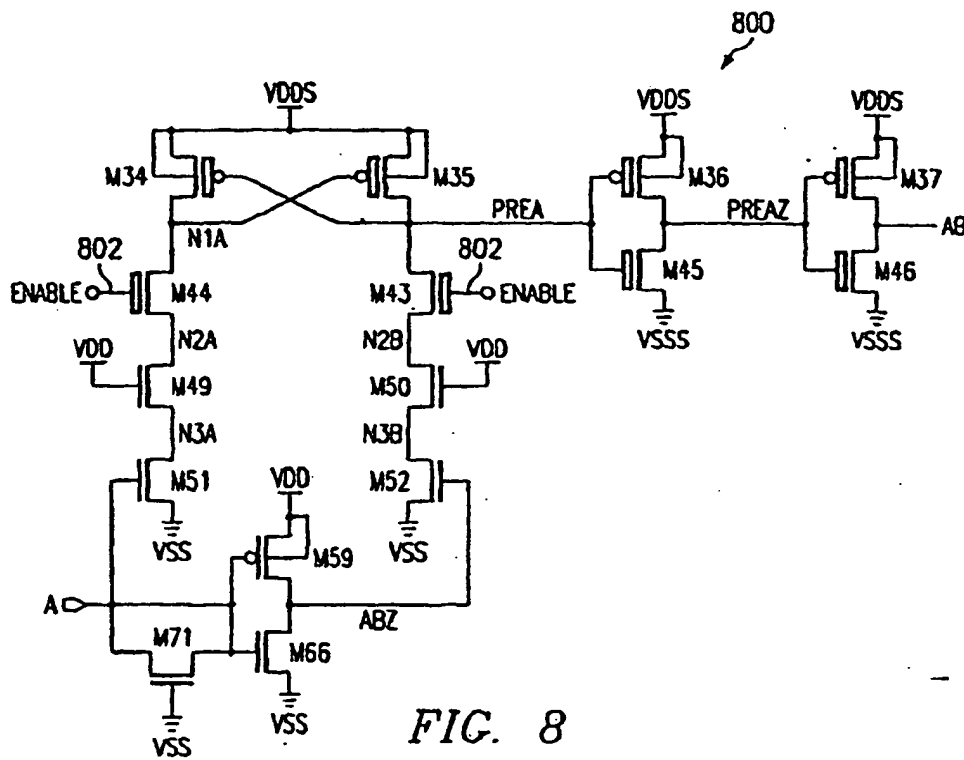 800
VDDS
VDDS
VDDS
M34
M35
M36
M37
N1A
PREA
PREAZ
AB
802
802
ENABLE
M44
M43
ENABLE
M45
M46
N2A
N2B
VSSS
VSSS
VDD
VDD
M49
M50
N3A
N3B
M51
M52
VDD
VSS
VSS
M59
A
ABZ
M71
M66
VSS
VSS
FIG. 8